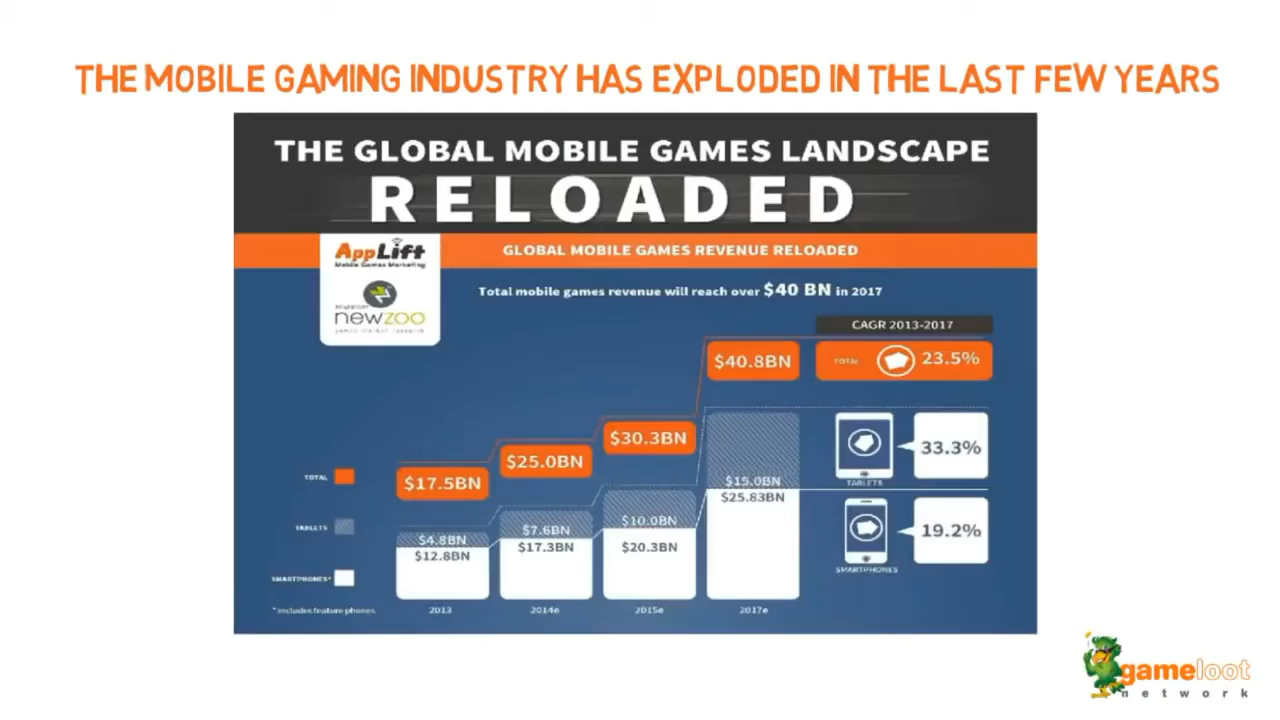 THE MOBILE GAMING INDUSTRY HAS EXPLODED IN THE LAST FEW YEARS
THE GLOBAL MOBILE GAMES LANDSCAPE
RELOADED
AppLift
Mobile Games Marketing
GLOBAL MOBILE GAMES REVENUE RELOADED
newzoo
games market research
Total mobile games revenue will reach over $40 BN in 2017
CAGR 2013-2017
$40.8BN
TOTAL 23.5%
$30.3BN
$25.0BN
$17.5BN
TOTAL
33.3%
TABLETS
$15.0BN
$25.83BN
TABLETS
$10.0BN
$7.6BN
$4.8BN
19.2%
SMARTPHONES
$20.3BN
$17.3BN
$12.8BN
SMARTPHONES*
* Includes feature phones
2013 2014e 2015e 2017e
gameloot
network